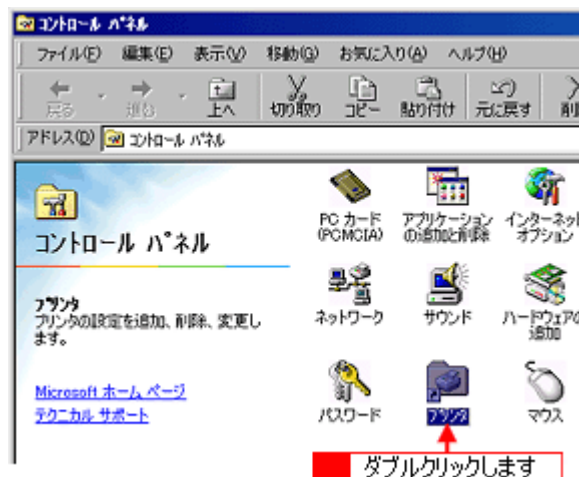 コントロール パネル
ファイル(F) 編集(E) 表示(V) 移動(G) お気に入り(A) ヘルプ(H)
戻る 進む 上へ 切り取り コピー 貼り付け 元に戻す
アドレス(D) コントロール パネル
コントロール パネル
プリンタ
プリンタの設定を追加、削除、変更し
ます。
Microsoft ホーム ページ
テクニカル サポート
PC カード
(PCMCIA)
アプリケーション
の追加と削除
インターネット
オプション
ネットワーク
サウンド
ハードウェアの
追加
パスワード
プリンタ
マウス
ダブルクリックします